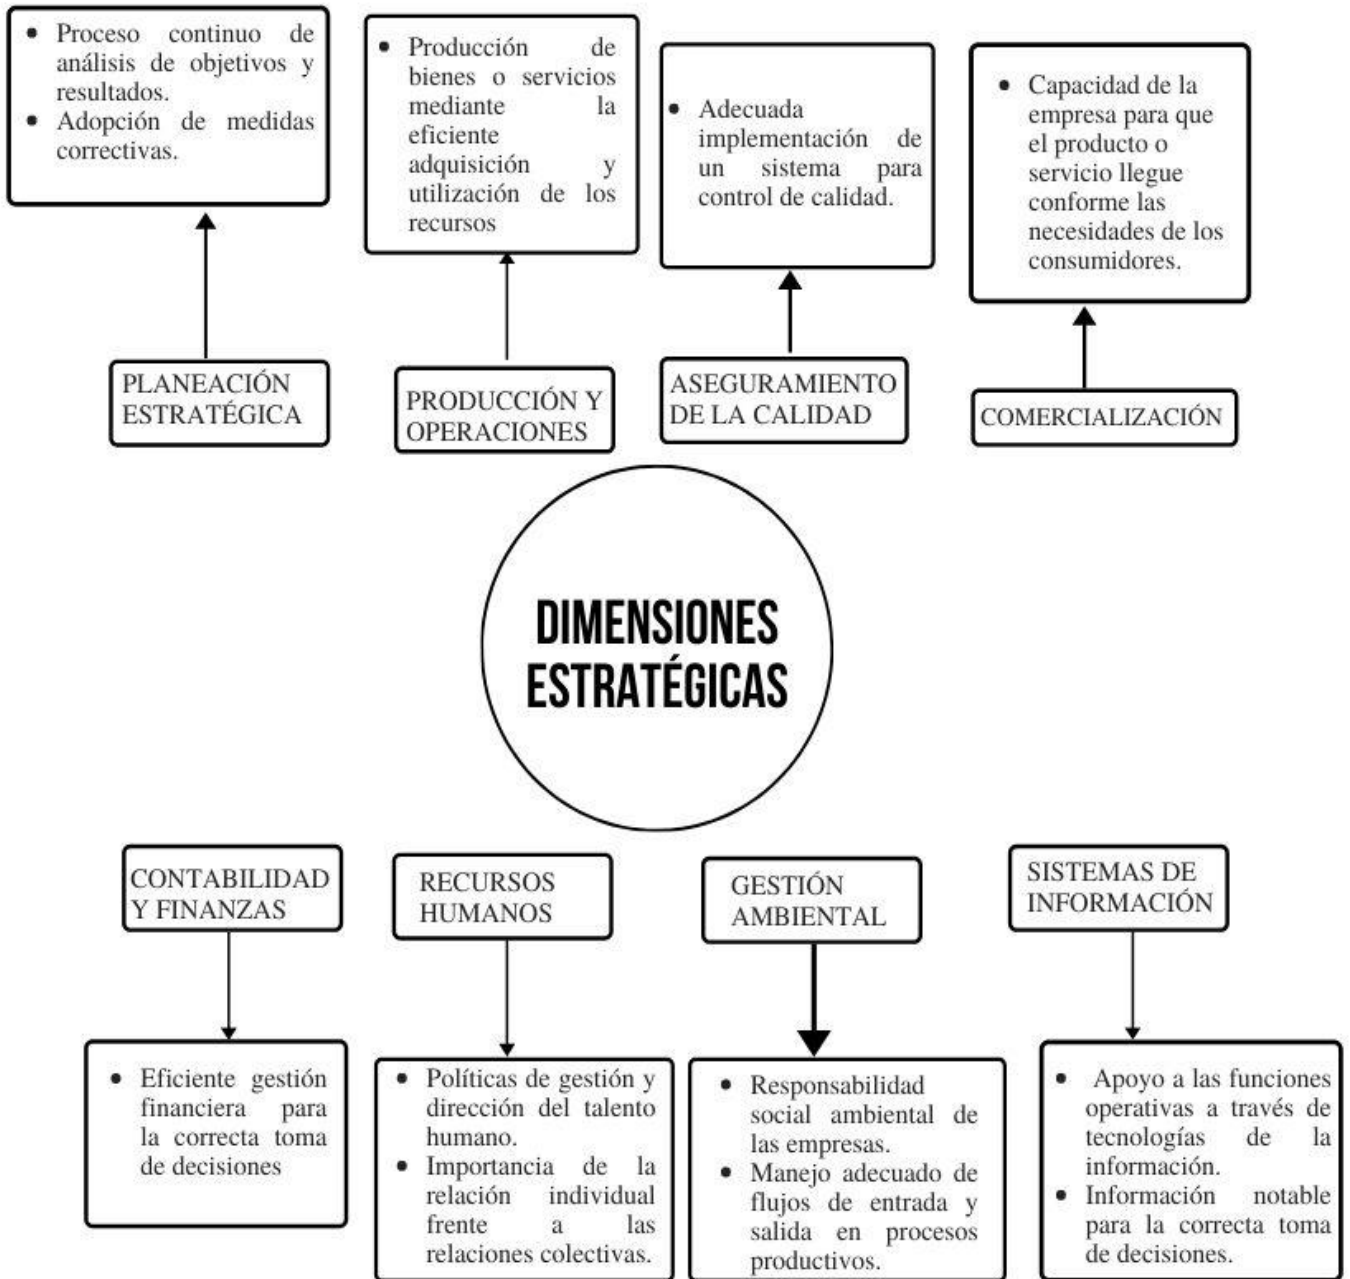 • Proceso continuo de
análisis de objetivos y
resultados.
• Adopción de medidas
correctivas.
• Producción de
bienes o servicios
mediante la
eficiente
adquisición y
utilización de los
recursos
• Adecuada
implementación de
un sistema para
control de calidad.
• Capacidad de la
empresa para que
el producto o
servicio llegue
conforme las
necesidades de los
consumidores.
PLANEACIÓN
ESTRATÉGICA
PRODUCCIÓN Y
OPERACIONES
ASEGURAMIENTO
DE LA CALIDAD
COMERCIALIZACIÓN
DIMENSIONES
ESTRATÉGICAS
CONTABILIDAD
Y FINANZAS
RECURSOS
HUMANOS
GESTIÓN
AMBIENTAL
SISTEMAS DE
INFORMACIÓN
• Eficiente gestión
financiera para
la correcta toma
de decisiones
• Políticas de gestión y
dirección del talento
humano.
• Importancia de la
relación individual
frente a las
relaciones colectivas.
• Responsabilidad
social ambiental de
las empresas.
• Manejo adecuado de
flujos de entrada y
salida en procesos
productivos.
• Apoyo a las funciones
operativas a través de
tecnologías de la
información.
• Información notable
para la correcta toma
de decisiones.